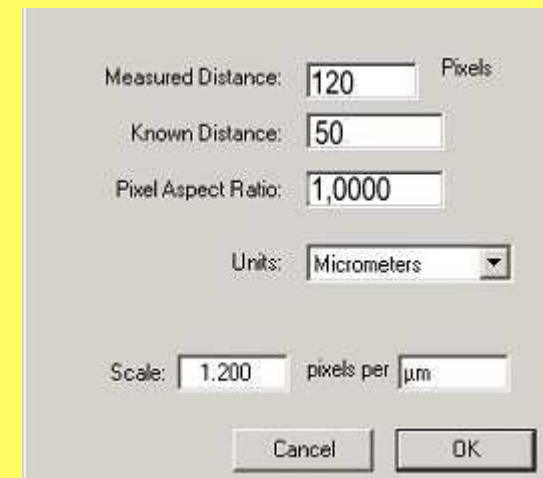 Measured Distance: 120 Pixels
Known Distance: 50
Pixel Aspect Ratio: 1,0000
Units: Micrometers
Scale: 1.200 pixels per µm
Cancel OK